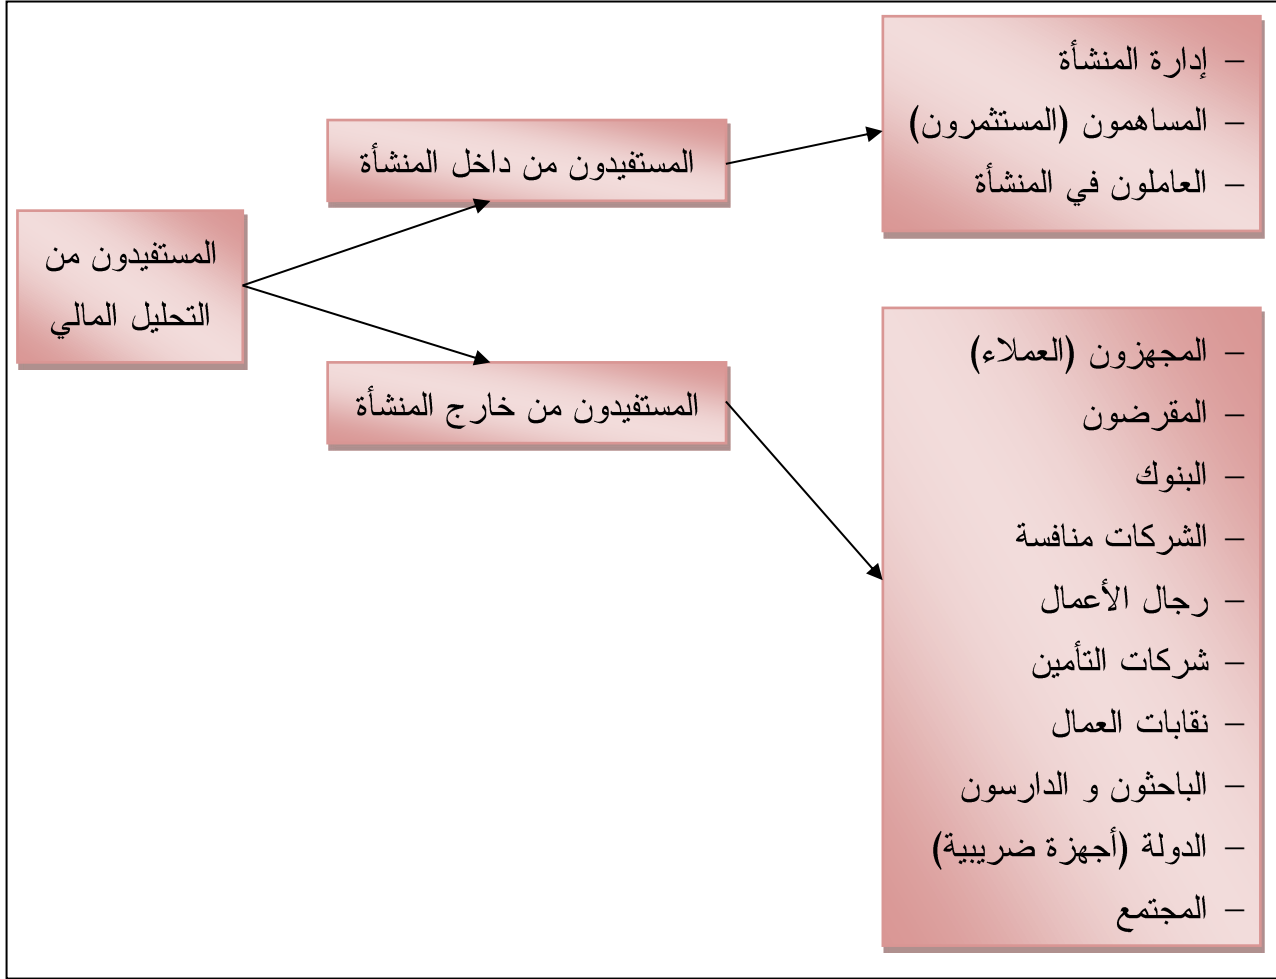 المستفيدون من
التحليل المالي
المستفيدون من داخل المنشأة
– إدارة المنشأة
– المساهمون (المستثمرون)
– العاملون في المنشأة
المستفيدون من خارج المنشأة
– المجهزون (العملاء)
– المقرضون
– البنوك
– الشركات منافسة
– رجال الأعمال
– شركات التأمين
– نقابات العمال
– الباحثون و الدارسون
– الدولة (أجهزة ضريبية)
– المجتمع